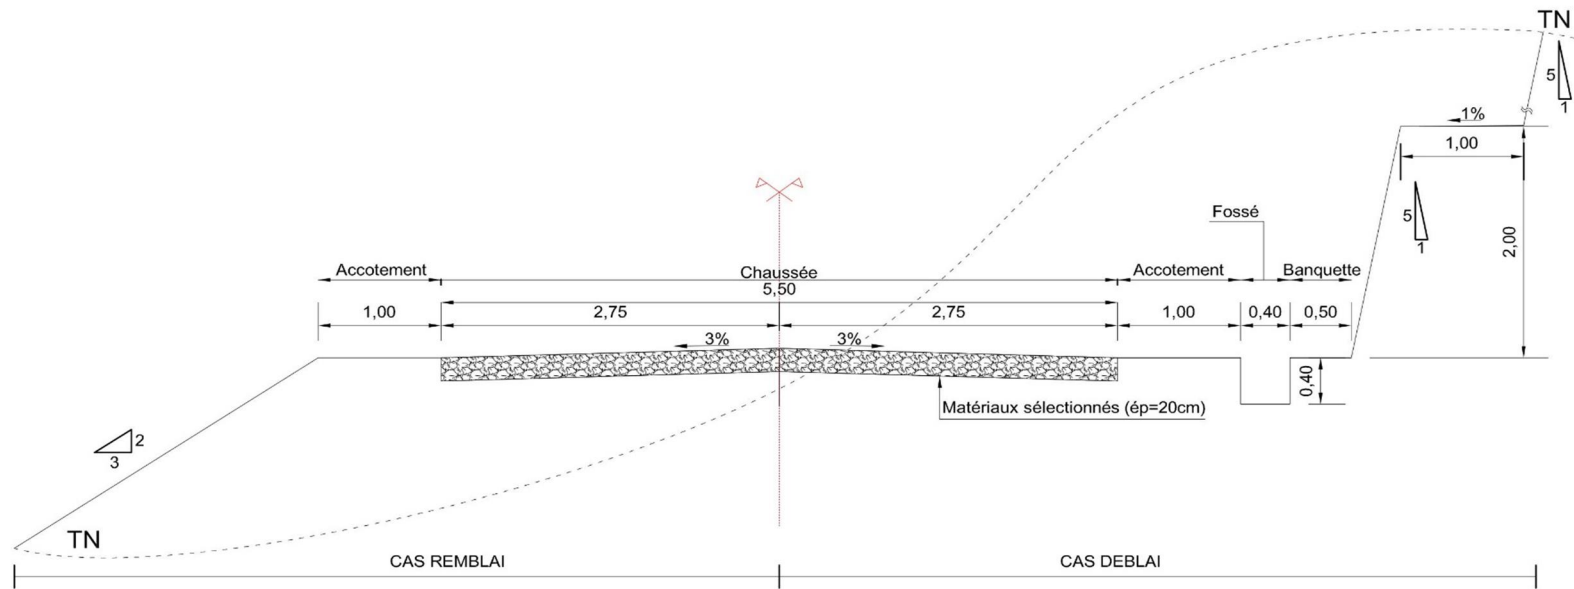 TN
5
1
1%
1,00
5
1
2,00
Fossé
Accotement
Chaussée
Accotement
Banquette
5,50
1,00
2,75
2,75
1,00
0,40
0,50
3%
3%
0,40
Matériaux sélectionnés (ép=20cm)
2
3
TN
CAS REMBLAI
CAS DEBLAI